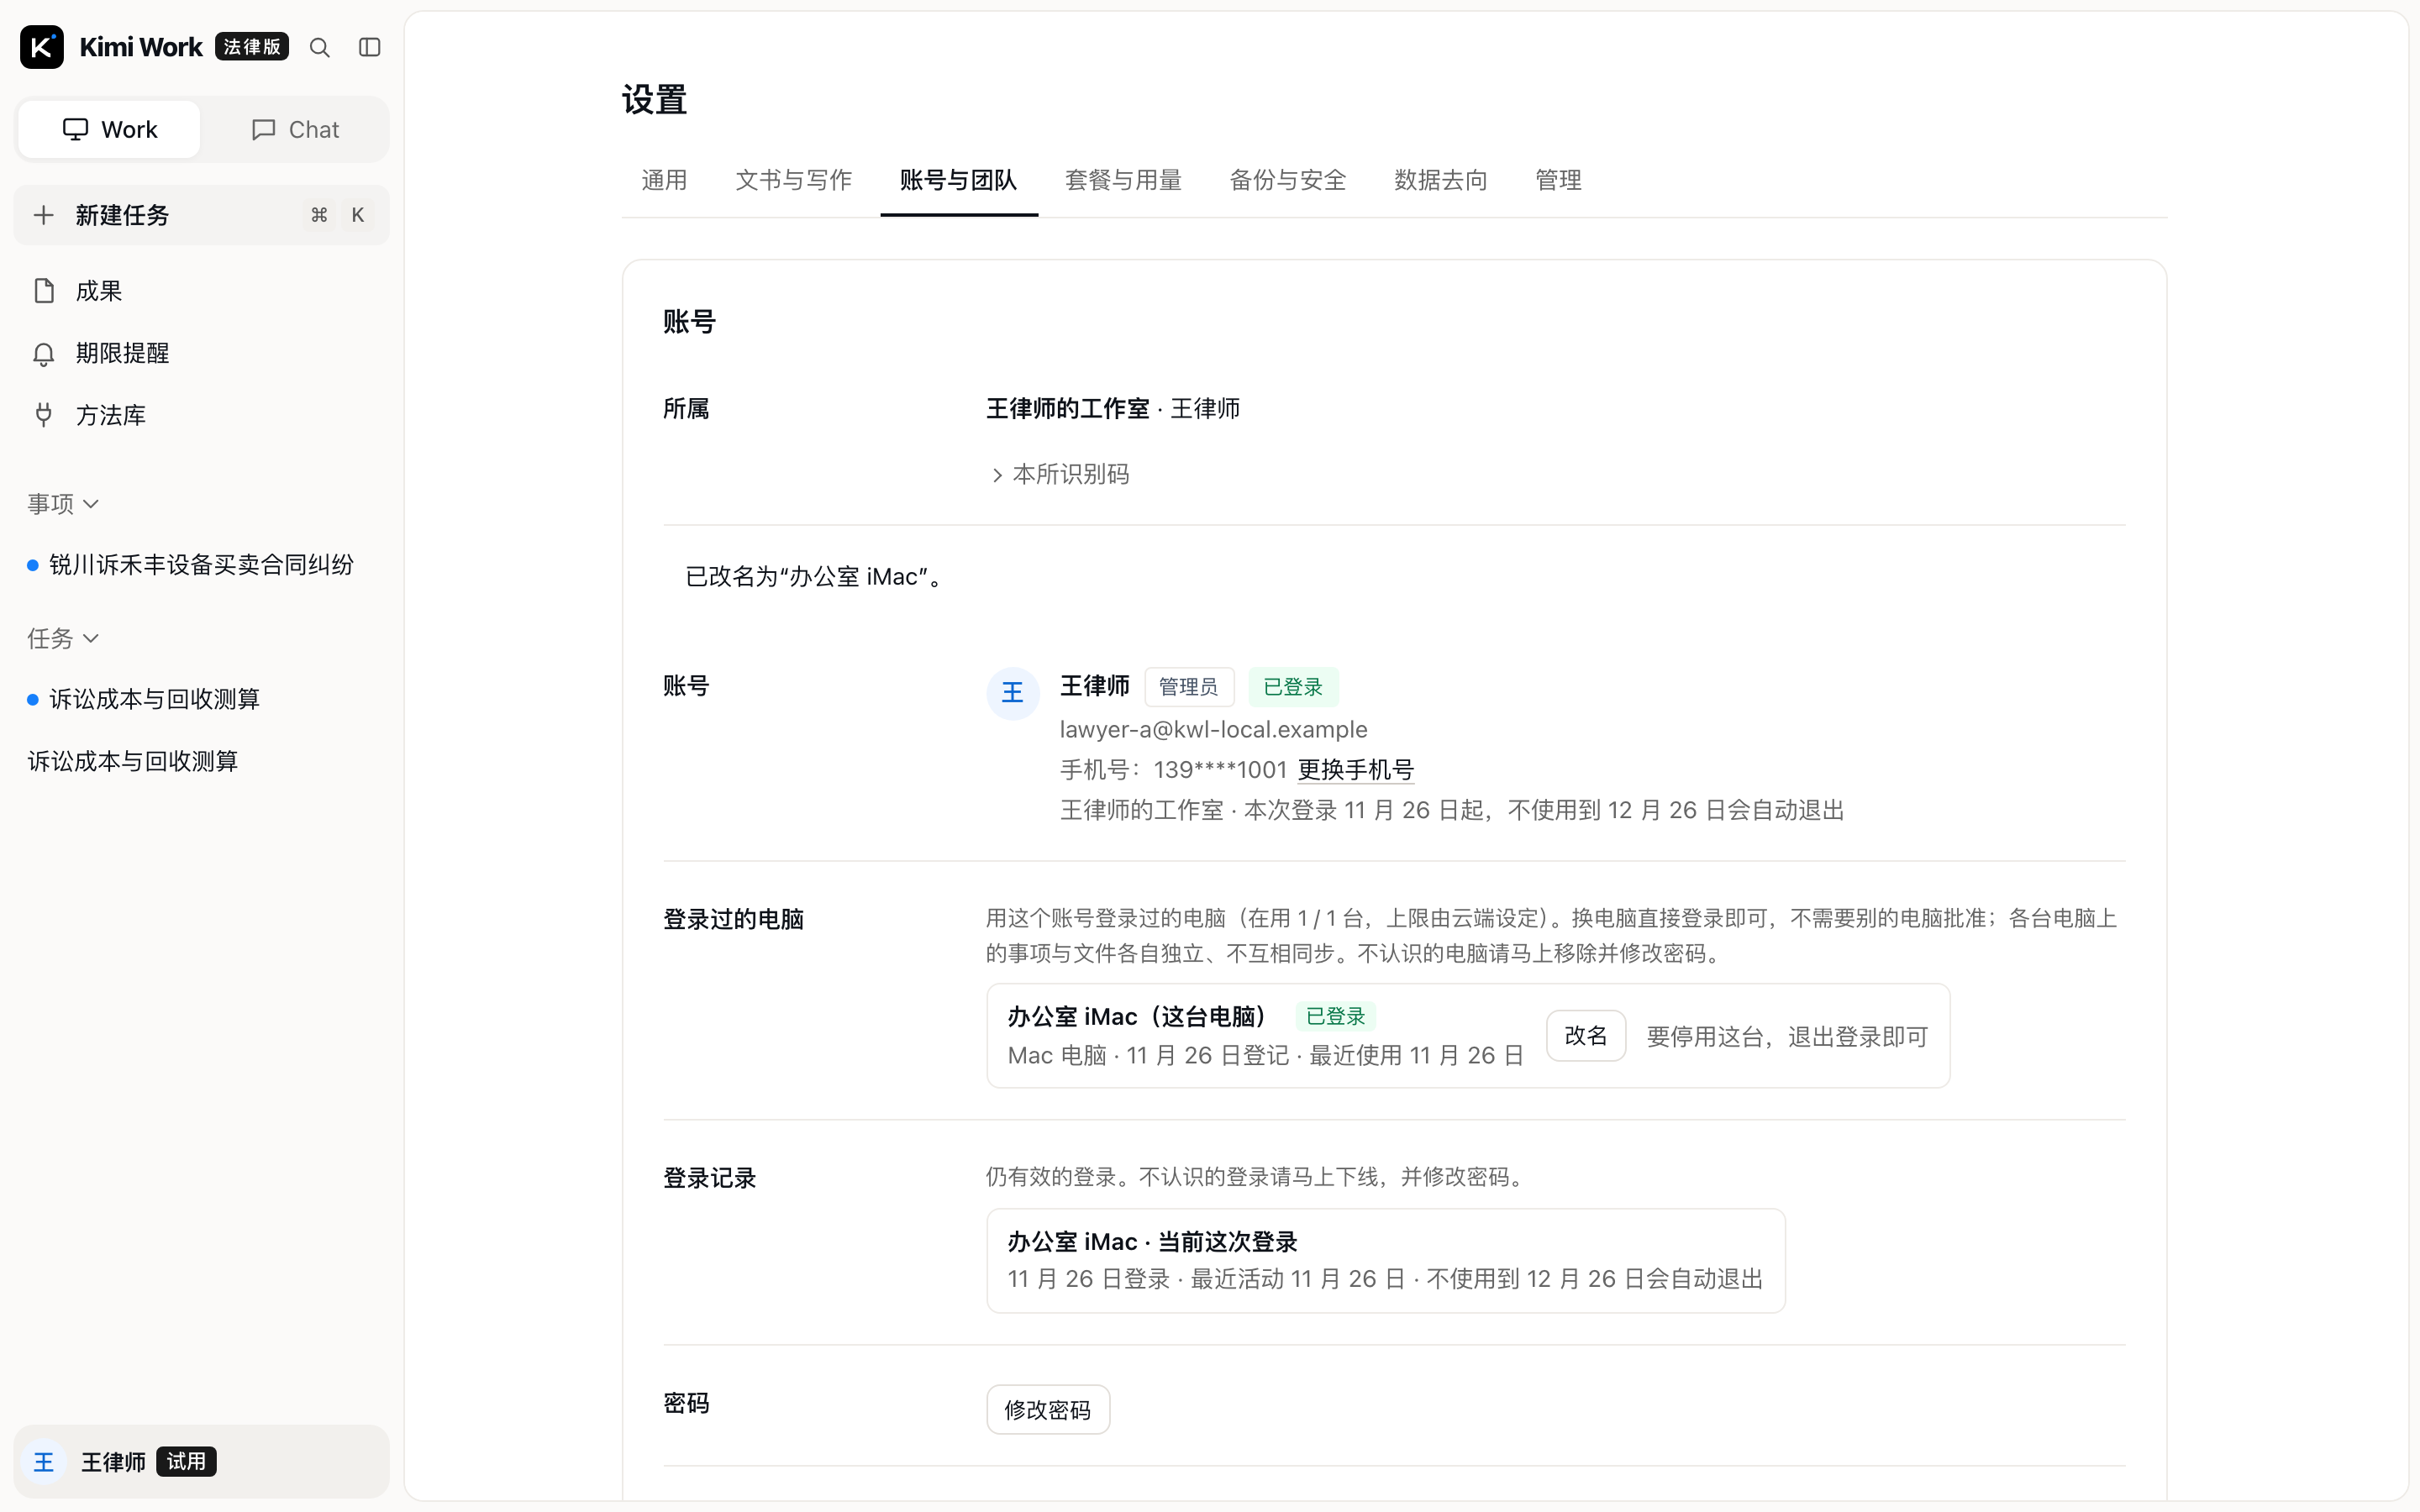 Kimi Work 法律版
Work
Chat
新建任务 ⌘ K
成果
期限提醒
方法库
事项
锐川诉禾丰设备买卖合同纠纷
任务
诉讼成本与回收测算
诉讼成本与回收测算
王 王律师 试用
设置
通用 文书与写作 账号与团队 套餐与用量 备份与安全 数据去向 管理
账号
所属
王律师的工作室 · 王律师
本所识别码
已改名为“办公室 iMac”。
账号
王 王律师 管理员 已登录
lawyer-a@kwl-local.example
手机号：139****1001 更换手机号
王律师的工作室 · 本次登录 11 月 26 日起，不使用到 12 月 26 日会自动退出
登录过的电脑
用这个账号登录过的电脑（在用 1 / 1 台，上限由云端设定）。换电脑直接登录即可，不需要别的电脑批准；各台电脑上
的事项与文件各自独立、不互相同步。不认识的电脑请马上移除并修改密码。
办公室 iMac（这台电脑） 已登录
Mac 电脑 · 11 月 26 日登记 · 最近使用 11 月 26 日
改名 要停用这台，退出登录即可
登录记录
仍有效的登录。不认识的登录请马上下线，并修改密码。
办公室 iMac · 当前这次登录
11 月 26 日登录 · 最近活动 11 月 26 日 · 不使用到 12 月 26 日会自动退出
密码
修改密码